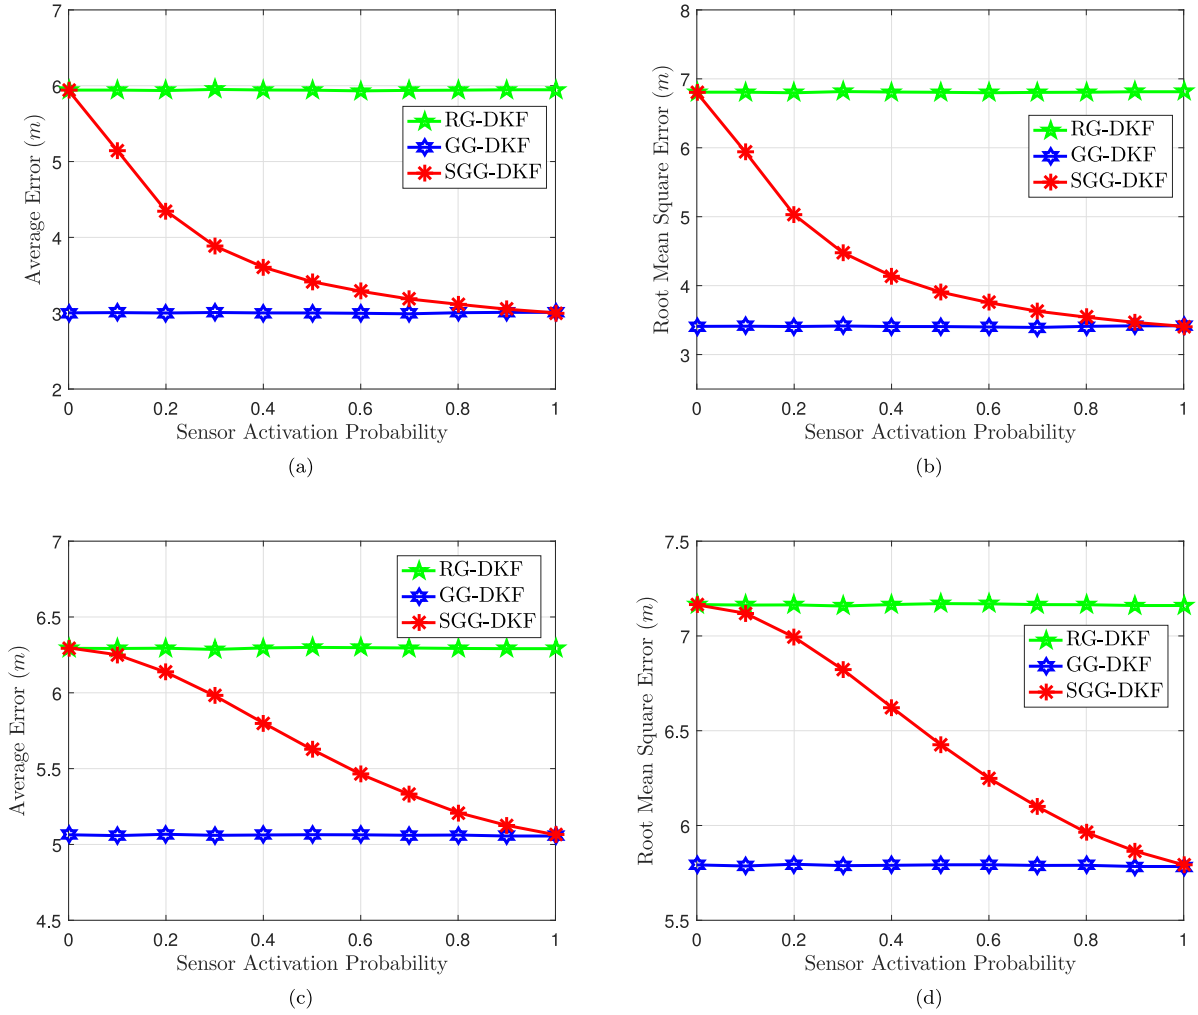 7
6
5
4
3
2
Average Error (m)
RG-DKF
GG-DKF
SGG-DKF
0 0.2 0.4 0.6 0.8 1
Sensor Activation Probability
(a)
8
7
6
5
4
3
Root Mean Square Error (m)
RG-DKF
GG-DKF
SGG-DKF
0 0.2 0.4 0.6 0.8 1
Sensor Activation Probability
(b)
7
6.5
6
5.5
5
4.5
Average Error (m)
RG-DKF
GG-DKF
SGG-DKF
0 0.2 0.4 0.6 0.8 1
Sensor Activation Probability
(c)
7.5
7
6.5
6
5.5
Root Mean Square Error (m)
RG-DKF
GG-DKF
SGG-DKF
0 0.2 0.4 0.6 0.8 1
Sensor Activation Probability
(d)